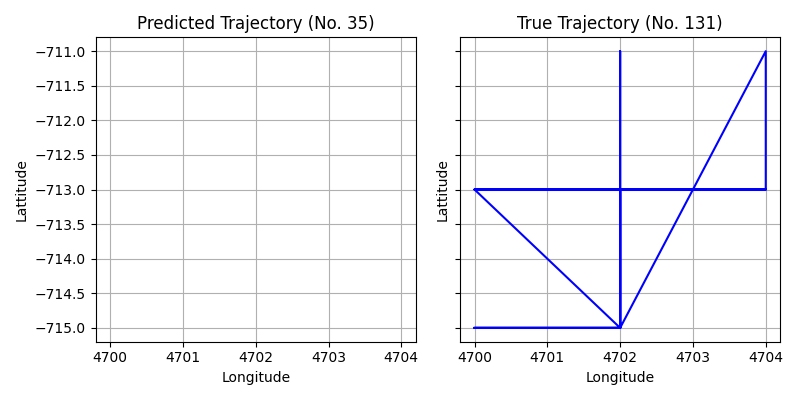 Predicted Trajectory (No. 35)
True Trajectory (No. 131)
−711.0
−711.5
−712.0
−712.5
−713.0
−713.5
−714.0
−714.5
−715.0
Lattitude
Lattitude
4700 4701 4702 4703 4704
4700 4701 4702 4703 4704
Longitude
Longitude